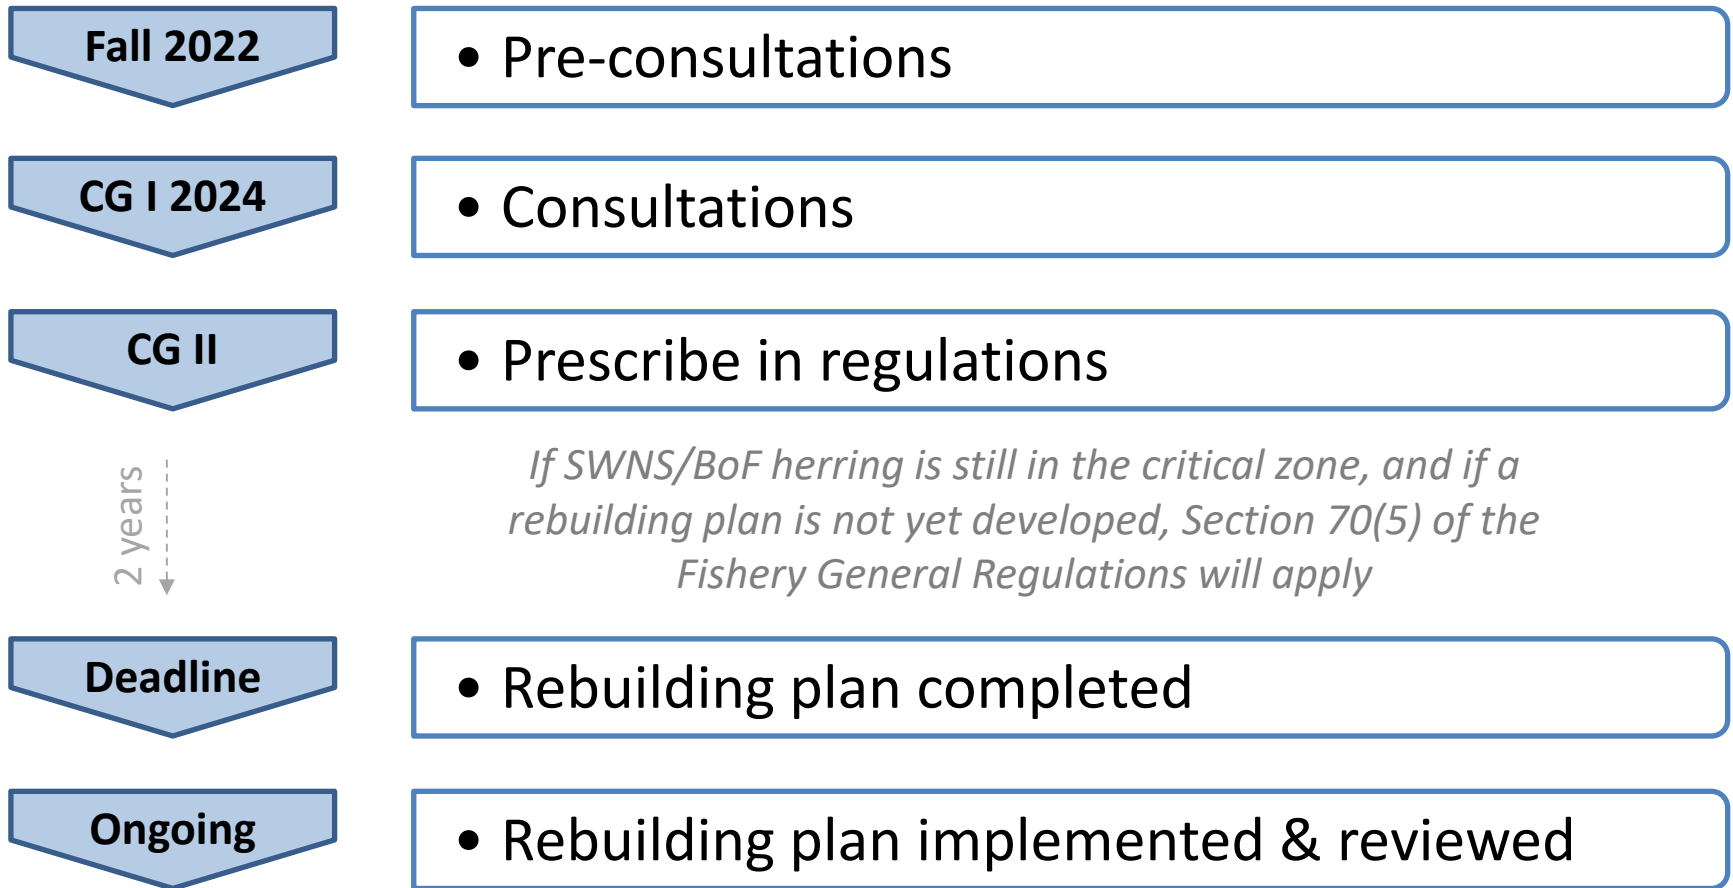 Fall 2022
• Pre-consultations
CG I 2024
• Consultations
CG II
• Prescribe in regulations
2 years
If SWNS/BoF herring is still in the critical zone, and if a
rebuilding plan is not yet developed, Section 70(5) of the
Fishery General Regulations will apply
Deadline
• Rebuilding plan completed
Ongoing
• Rebuilding plan implemented & reviewed